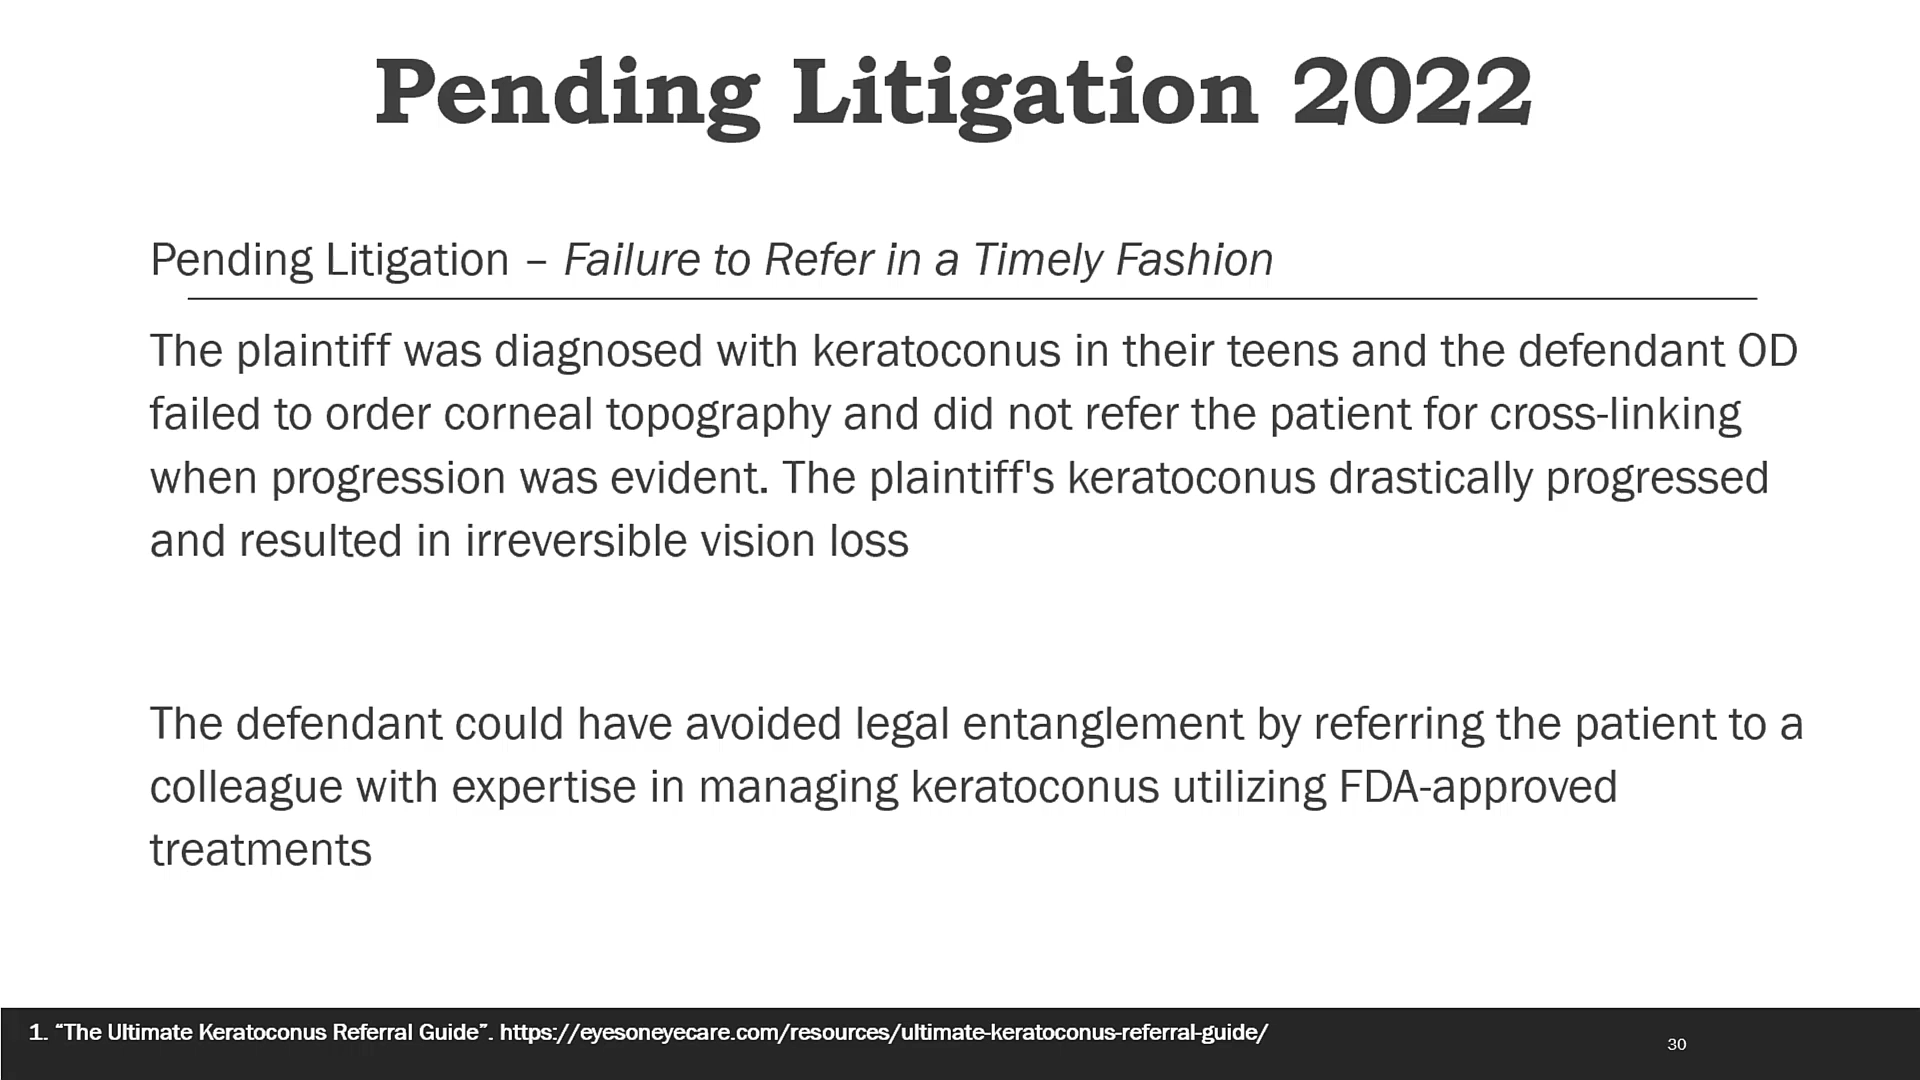 Pending Litigation 2022
Pending Litigation – Failure to Refer in a Timely Fashion
The plaintiff was diagnosed with keratoconus in their teens and the defendant OD
failed to order corneal topography and did not refer the patient for cross-linking
when progression was evident. The plaintiff's keratoconus drastically progressed
and resulted in irreversible vision loss
The defendant could have avoided legal entanglement by referring the patient to a
colleague with expertise in managing keratoconus utilizing FDA-approved
treatments
1. “The Ultimate Keratoconus Referral Guide”. https://eyesoneyecare.com/resources/ultimate-keratoconus-referral-guide/
30